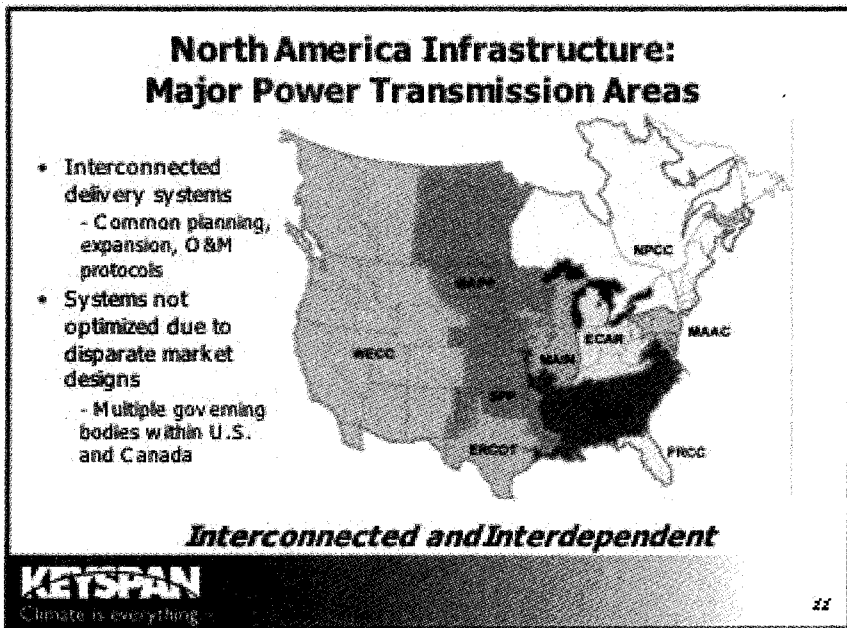 North America Infrastructure:
Major Power Transmission Areas
• Interconnected
delivery systems
- Common planning,
expansion, O&M
protocols
• Systems not
optimized due to
disparate market
designs
- Multiple governing
bodies within U.S.
and Canada
NPCC
MAPP
MAAC
ECAR
WECC
MAIN
SPP
ERCOT
FRCC
Interconnected and Interdependent
KEYSPAN
Climate is everything